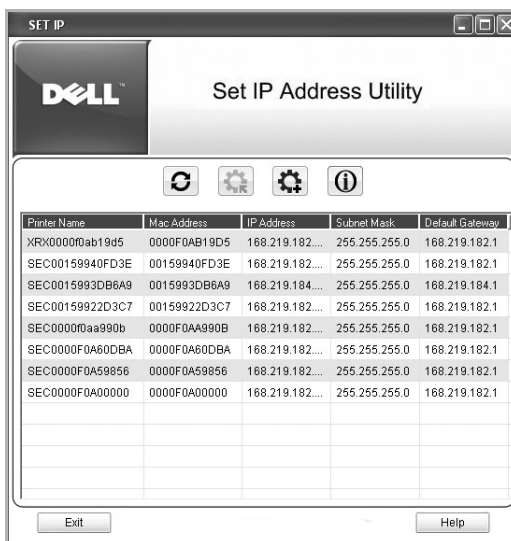 SET IP
DELL™
Set IP Address Utility
Printer Name Mac Address IP Address Subnet Mask Default Gateway
XRX0000f0ab19d5 0000F0AB19D5 168.219.182.... 255.255.255.0 168.219.182.1
SEC00159940FD3E 00159940FD3E 168.219.182.... 255.255.255.0 168.219.182.1
SEC0015993DB6A9 0015993DB6A9 168.219.184.... 255.255.255.0 168.219.184.1
SEC00159922D3C7 00159922D3C7 168.219.182.... 255.255.255.0 168.219.182.1
SEC0000f0aa990b 0000F0AA990B 168.219.182.... 255.255.255.0 168.219.182.1
SEC0000F0A60DBA 0000F0A60DBA 168.219.182.... 255.255.255.0 168.219.182.1
SEC0000F0A59856 0000F0A59856 168.219.182.... 255.255.255.0 168.219.182.1
SEC0000F0A00000 0000F0A00000 168.219.182.... 255.255.255.0 168.219.182.1
Exit Help